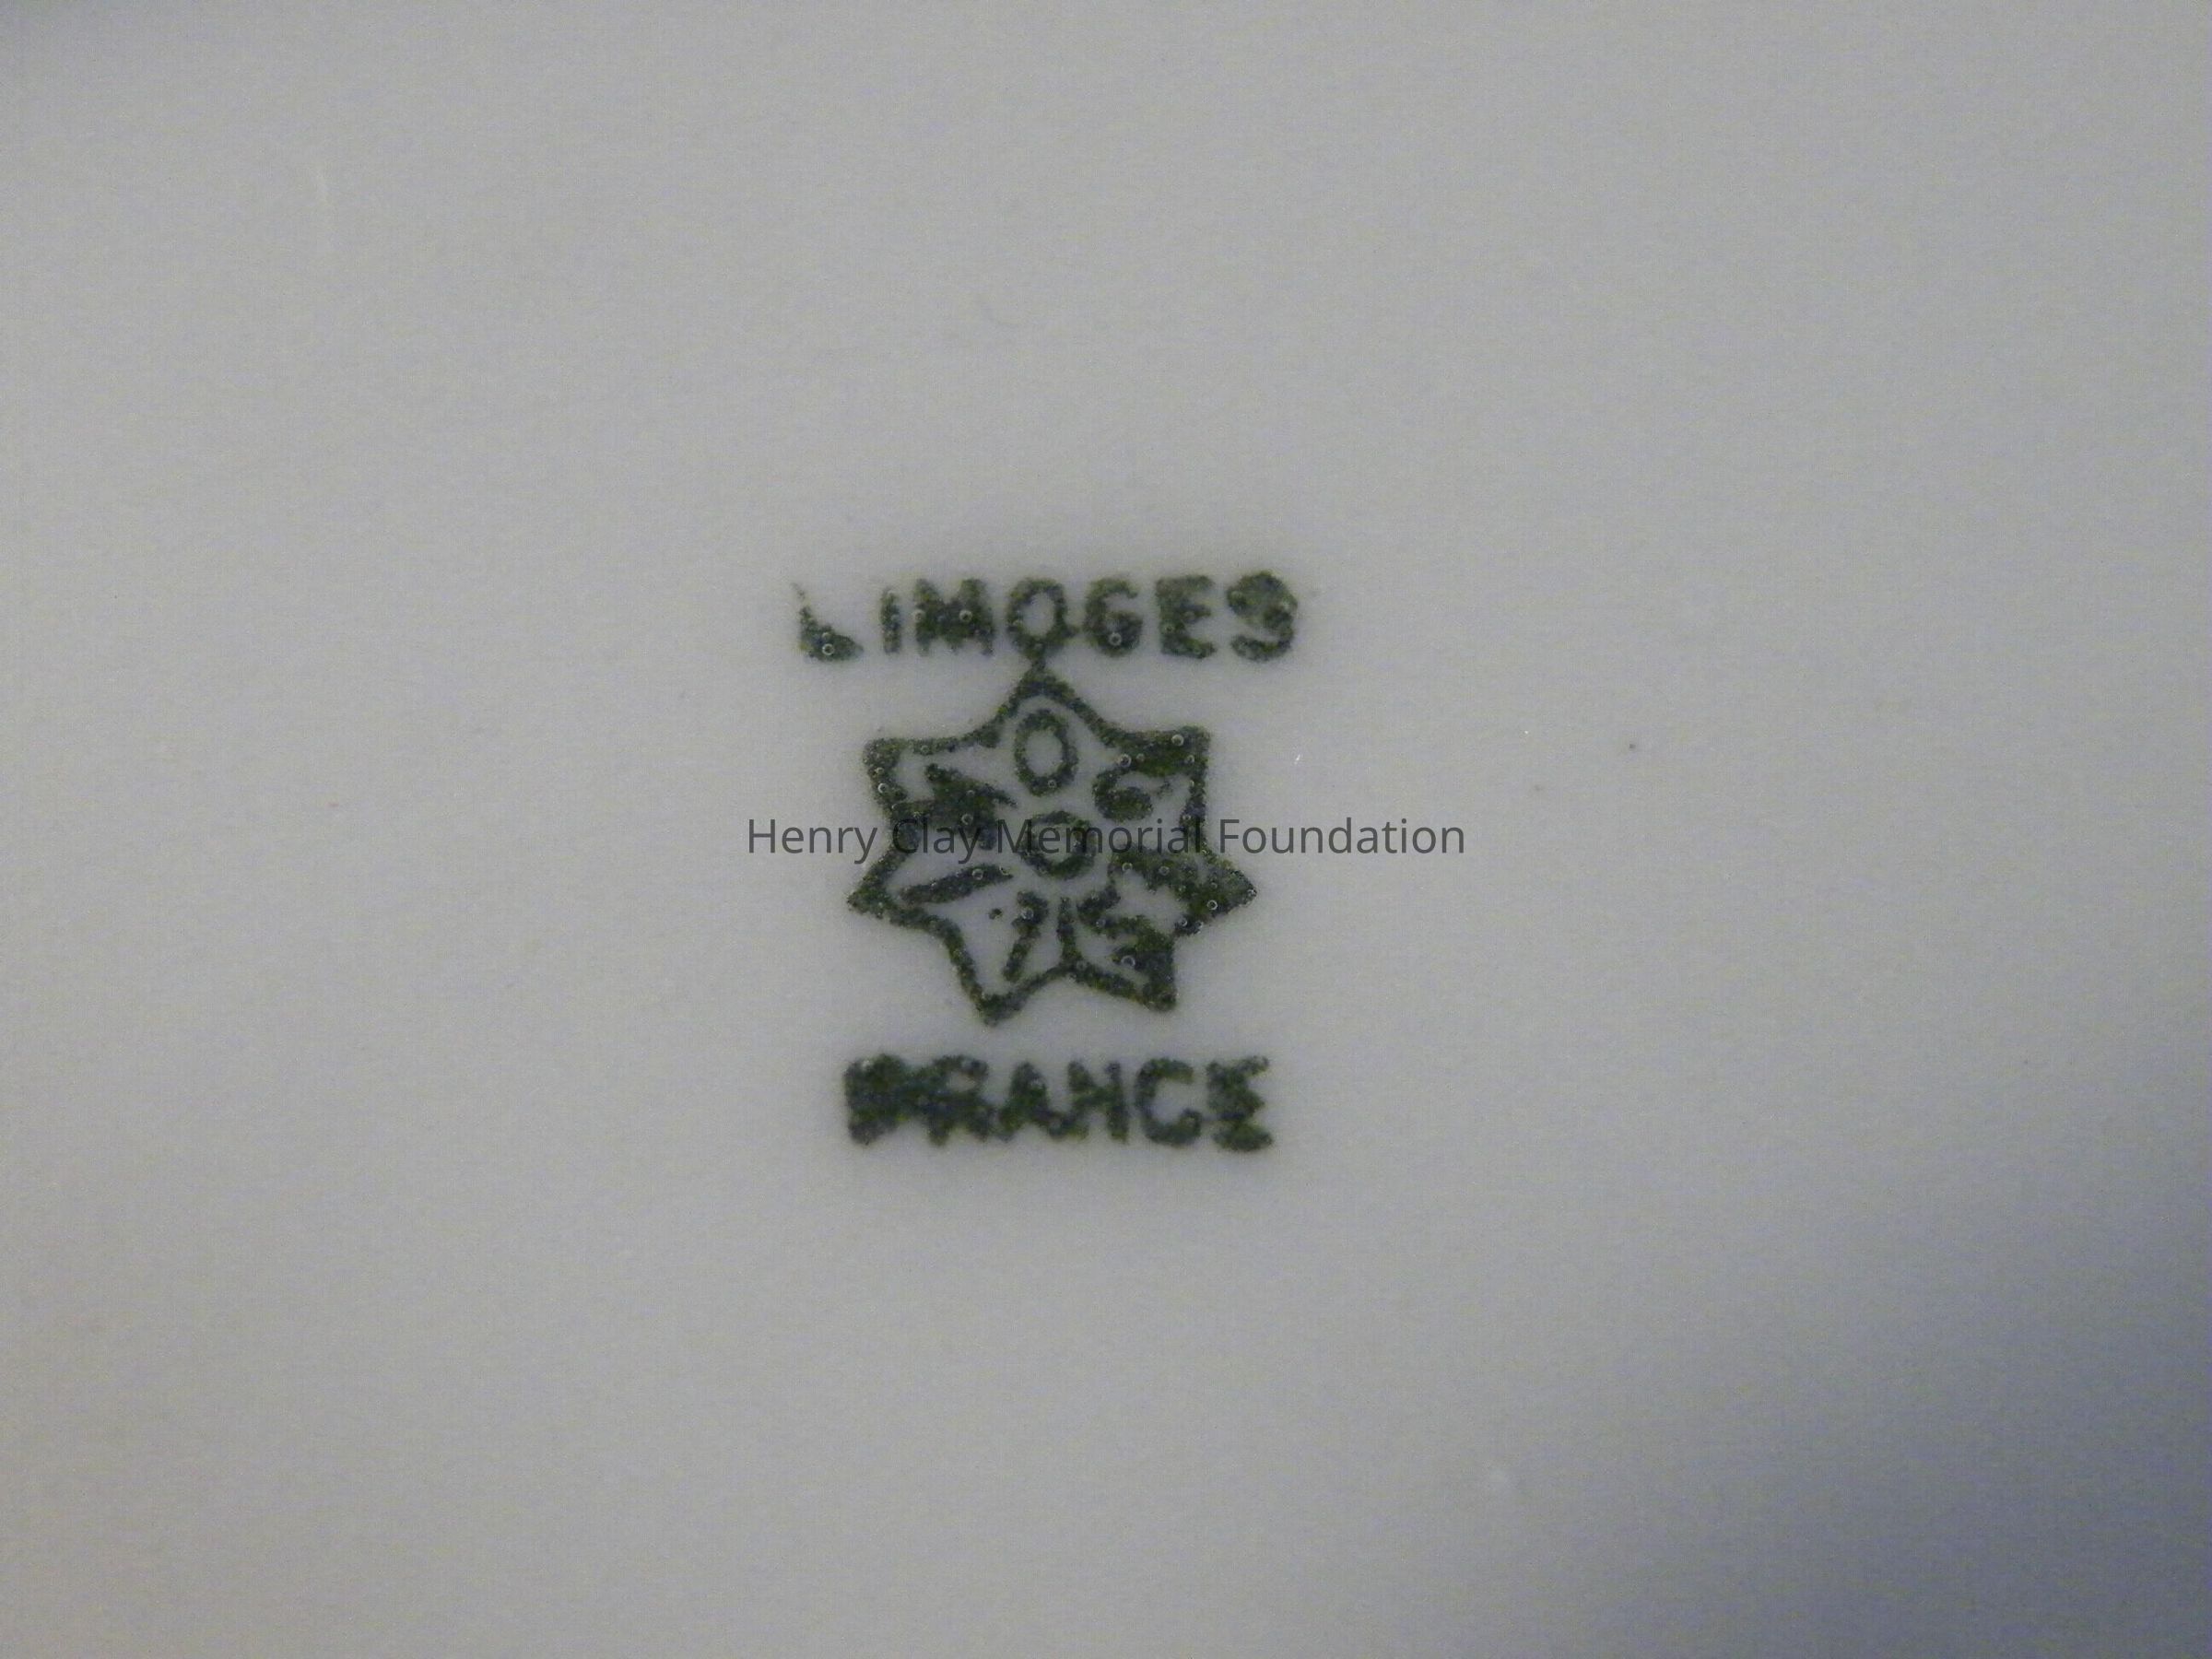 LIMOGES
Henry Clay Memorial Foundation
FRANCE